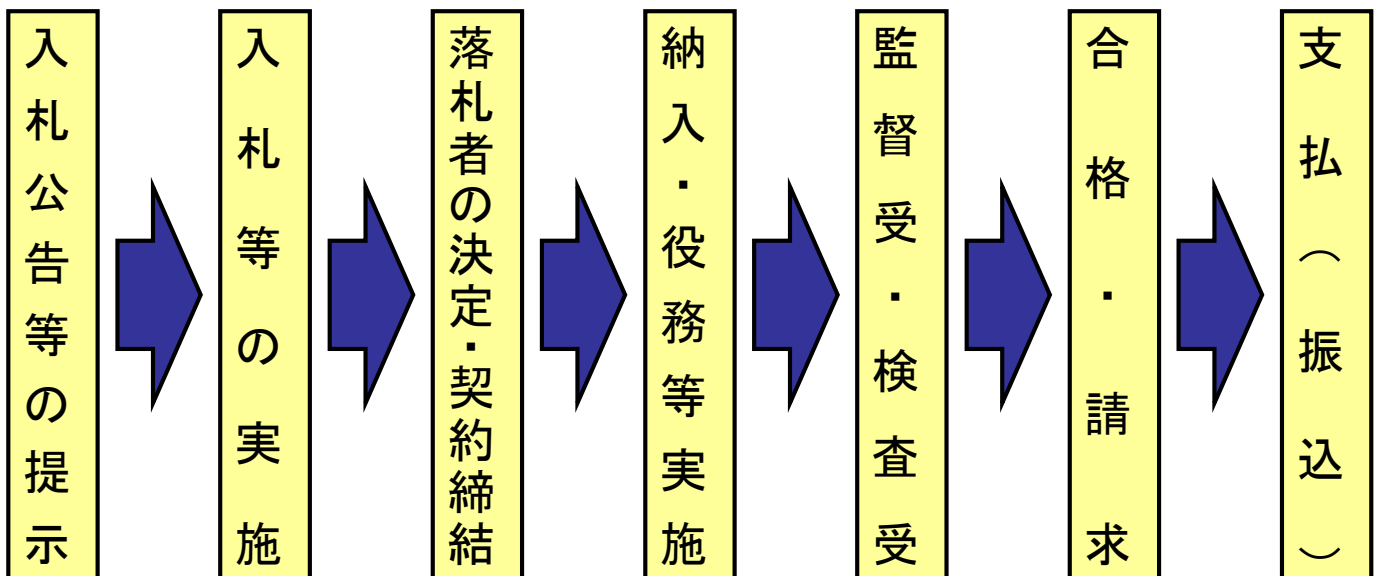 入札公告等の提示
入札等の実施
落札者の決定・契約締結
納入・役務等実施
監督受・検査受
合格・請求
支払（振込）